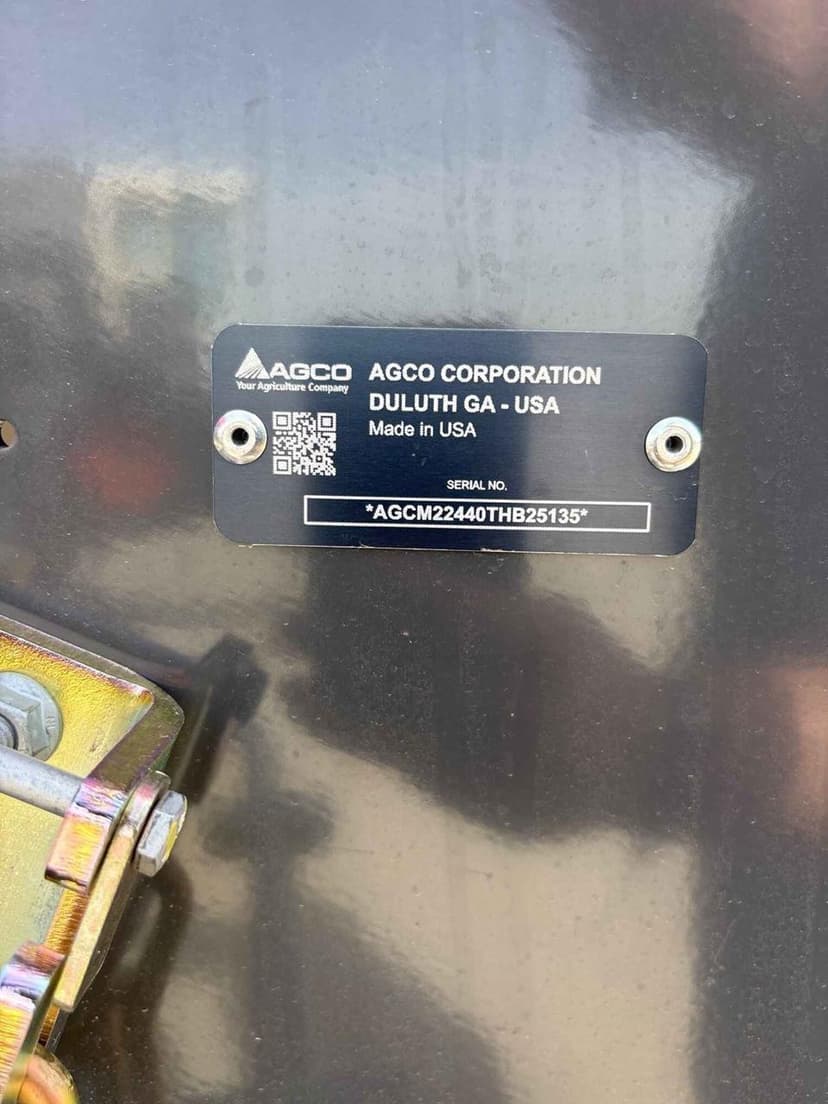 AGCO
Your Agriculture Company
AGCO CORPORATION
DULUTH GA - USA
Made in USA
SERIAL NO.
*AGCM22440THB25135*